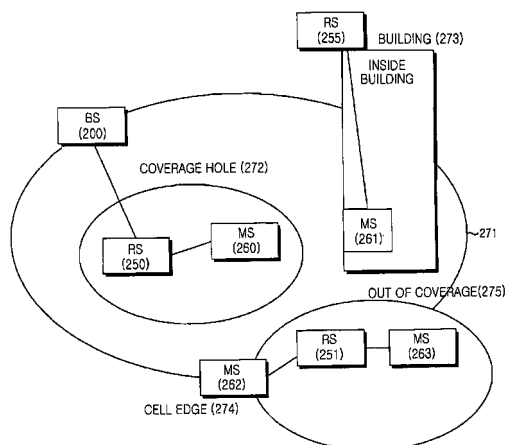 RS
(255)
BUILDING (273)
INSIDE
BUILDING
BS
(200)
COVERAGE HOLE (272)
MS
(260)
RS
(250)
MS
(261)
271
OUT OF COVERAGE(275)
RS
(251)
MS
(263)
MS
(262)
CELL EDGE (274)